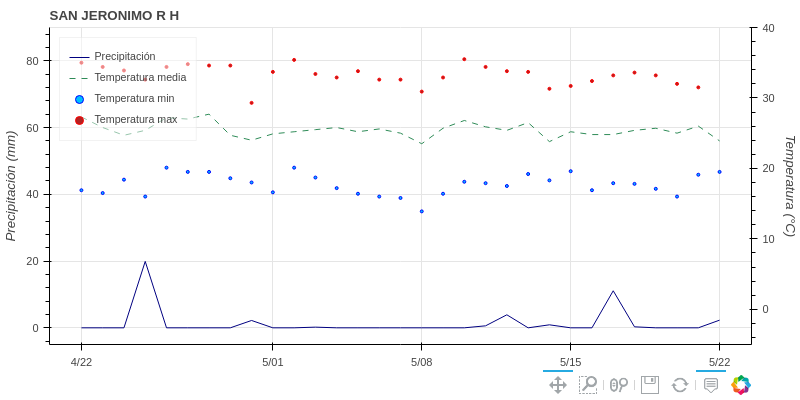 SAN JERONIMO R H
Precipitación
Temperatura media
Temperatura min
Temperatura max
Precipitación (mm)
80
60
40
20
0
Temperatura (°C)
40
30
20
10
0
4/22
5/01
5/08
5/15
5/22